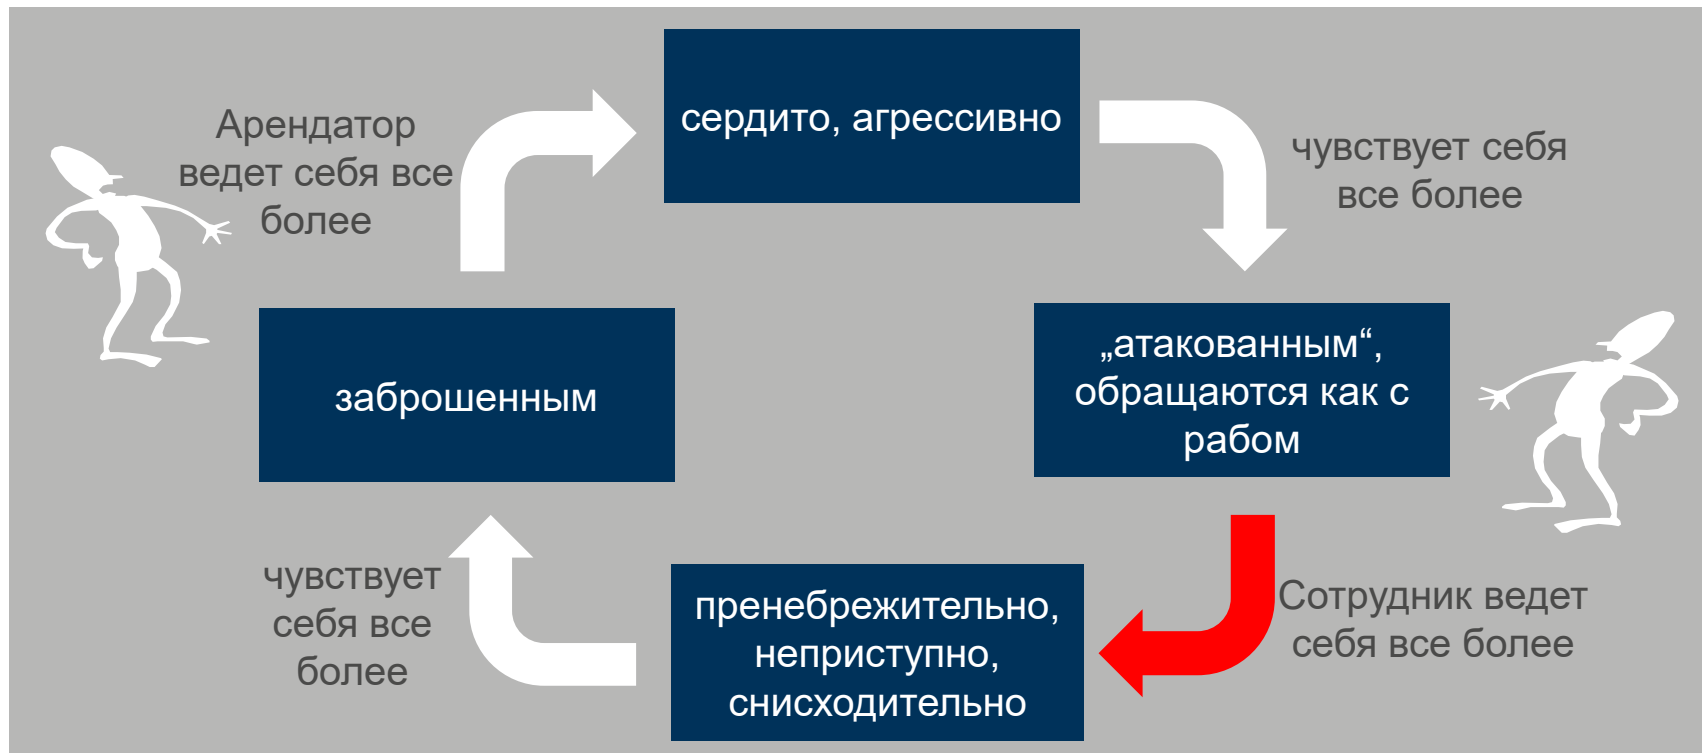 сердито, агрессивно
Арендатор
ведет себя все
более
чувствует себя
все более
„атакованным“,
обращаются как с
рабом
заброшенным
Сотрудник ведет
себя все более
пренебрежительно,
неприступно,
снисходительно
чувствует
себя все
более